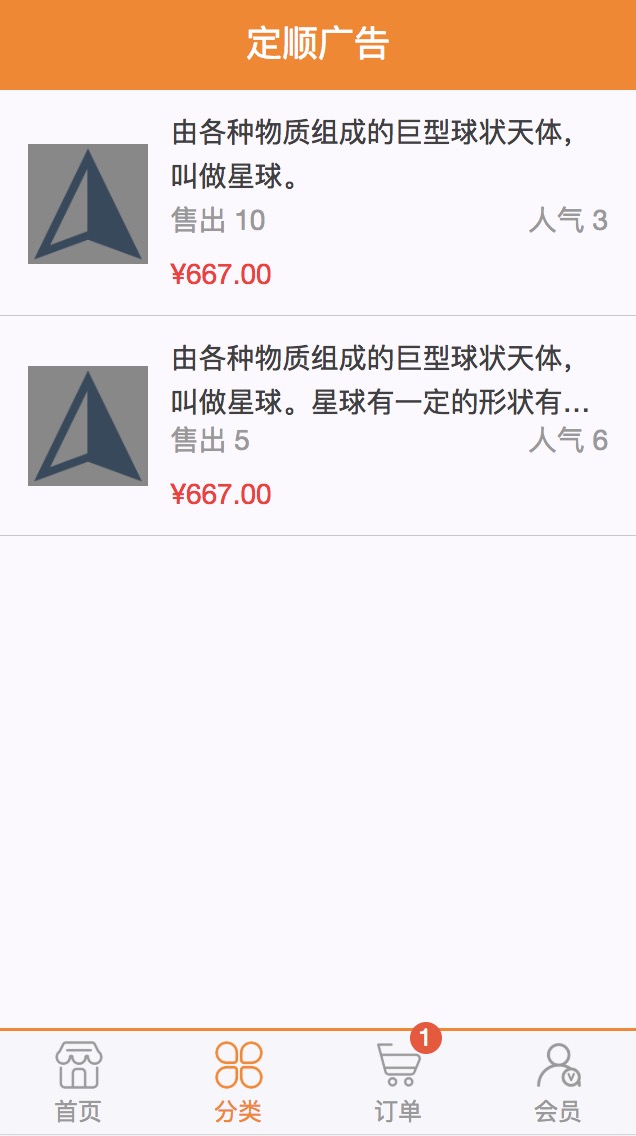 定顺广告
由各种物质组成的巨型球状天体，
叫做星球。
售出 10 人气 3
¥667.00
由各种物质组成的巨型球状天体，
叫做星球。星球有一定的形状有...
售出 5 人气 6
¥667.00
1
首页 分类 订单 会员